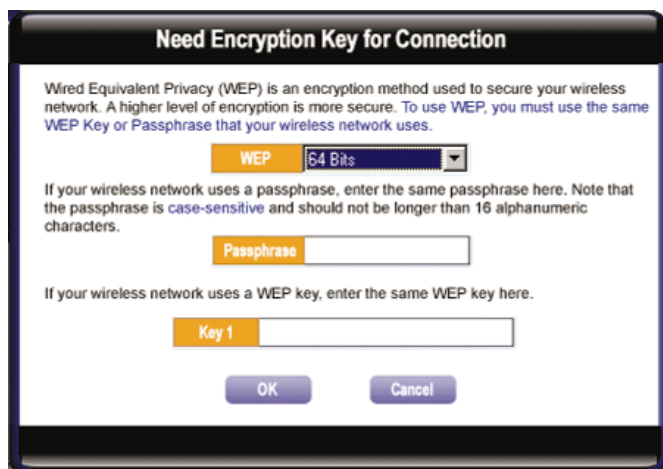 Need Encryption Key for Connection
Wired Equivalent Privacy (WEP) is an encryption method used to secure your wireless
network. A higher level of encryption is more secure. To use WEP, you must use the same
WEP Key or Passphrase that your wireless network uses.
WEP 64 Bits
If your wireless network uses a passphrase, enter the same passphrase here. Note that
the passphrase is case-sensitive and should not be longer than 16 alphanumeric
characters.
Passphrase
If your wireless network uses a WEP key, enter the same WEP key here.
Key 1
OK Cancel